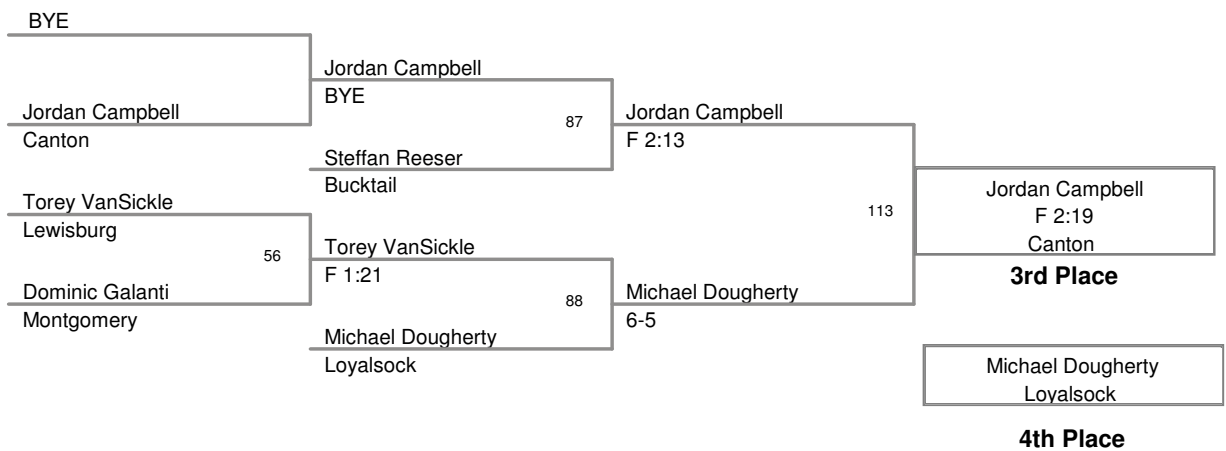 BYE
Jordan Campbell
Canton
Torey VanSickle
Lewisburg
56
Dominic Galanti
Montgomery
Jordan Campbell
BYE
87
Steffan Reeser
Bucktail
Torey VanSickle
F 1:21
88
Michael Dougherty
Loyalsock
Jordan Campbell
F 2:13
113
Michael Dougherty
6-5
Jordan Campbell
F 2:19
Canton
3rd Place
Michael Dougherty
Loyalsock
4th Place